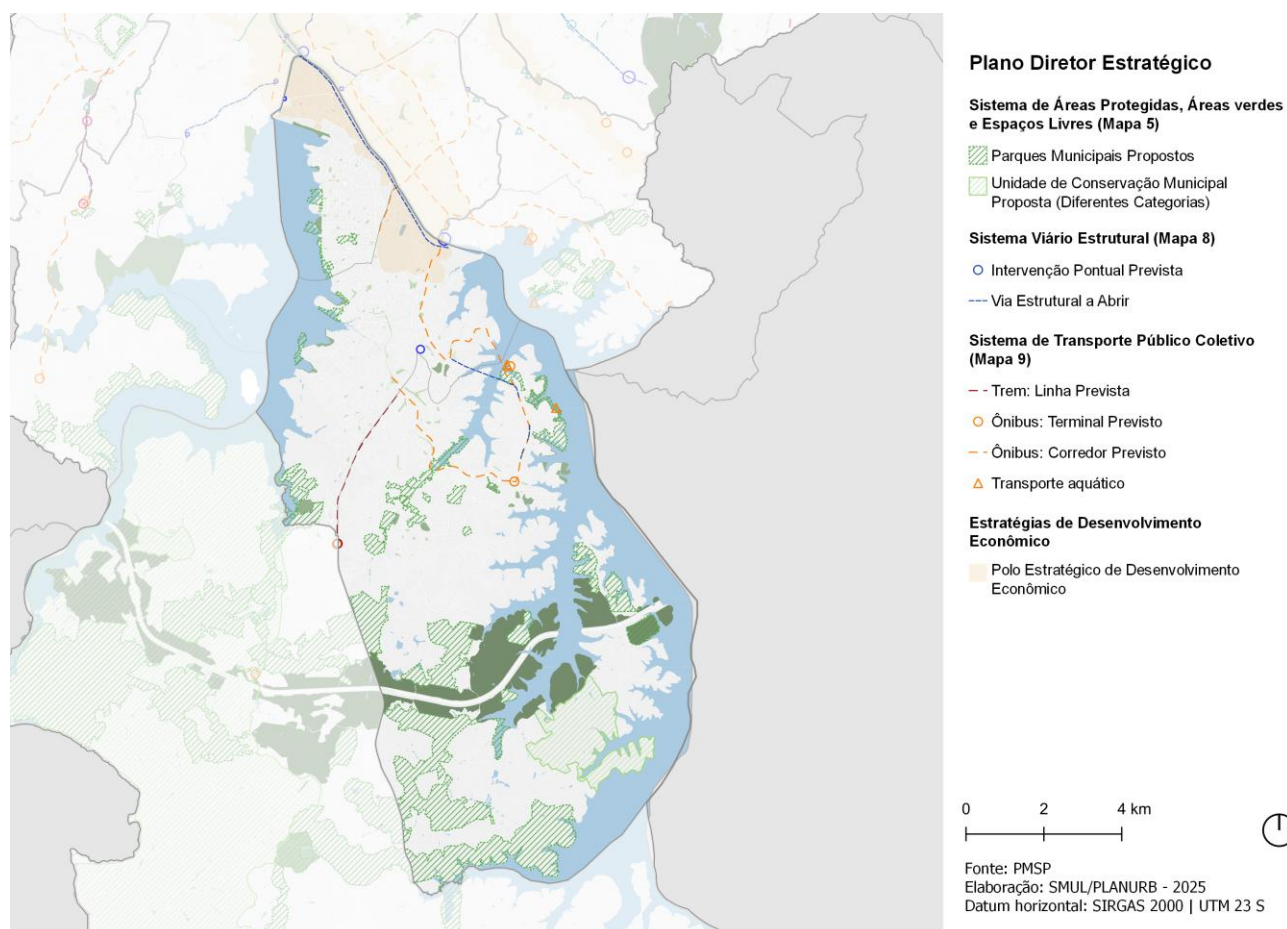 Plano Diretor Estratégico
Sistema de Áreas Protegidas, Áreas verdes
e Espaços Livres (Mapa 5)
Parques Municipais Propostos
Unidade de Conservação Municipal
Proposta (Diferentes Categorias)
Sistema Viário Estrutural (Mapa 8)
Intervenção Pontual Prevista
Via Estrutural a Abrir
Sistema de Transporte Público Coletivo
(Mapa 9)
Trem: Linha Prevista
Ônibus: Terminal Previsto
Ônibus: Corredor Previsto
Transporte aquático
Estratégias de Desenvolvimento
Econômico
Polo Estratégico de Desenvolvimento
Econômico
0 2 4 km
Fonte: PMSP
Elaboração: SMUL/PLANURB - 2025
Datum horizontal: SIRGAS 2000 | UTM 23 S